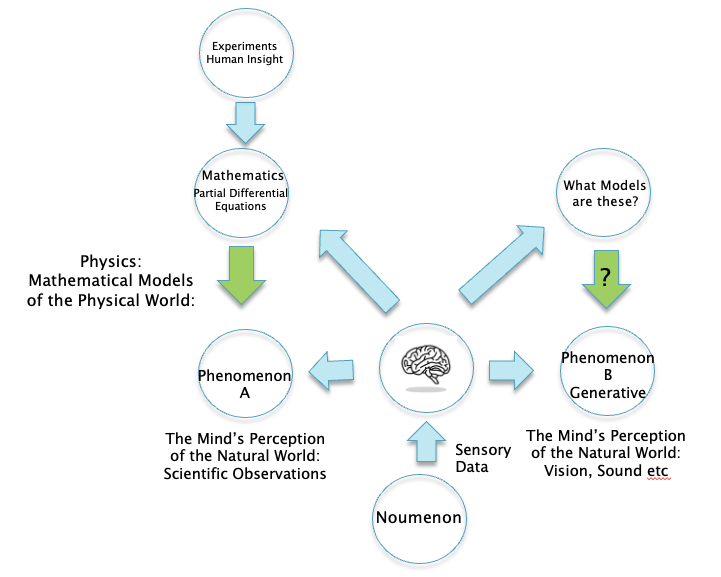 Experiments
Human Insight
Mathematics
Partial Differential
Equations
What Models
are these?
Physics:
Mathematical Models
of the Physical World:
?
Phenomenon
A
Phenomenon
B
Generative
The Mind's Perception
of the Natural World:
Scientific Observations
Sensory
Data
The Mind's Perception
of the Natural World:
Vision, Sound etc
Noumenon